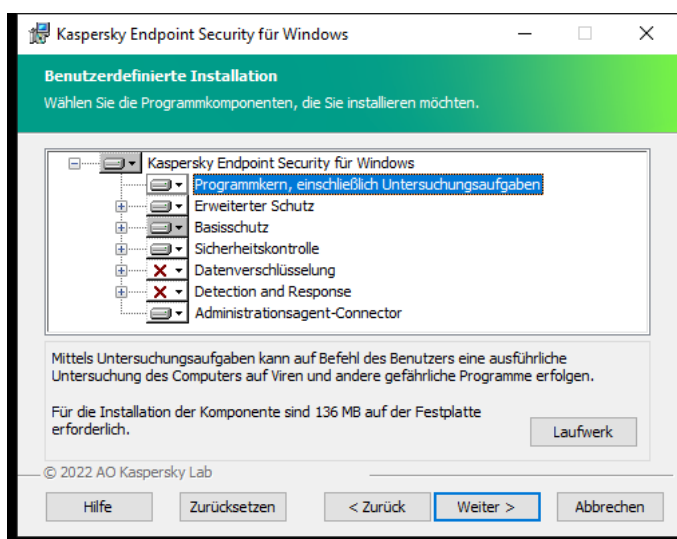 Kaspersky Endpoint Security für Windows
Benutzerdefinierte Installation
Wählen Sie die Programmkomponenten, die Sie installieren möchten.
Kaspersky Endpoint Security für Windows
Programmkern, einschließlich Untersuchungsaufgaben
Erweiterter Schutz
Basisschutz
Sicherheitskontrolle
Datenverschlüsselung
Detection and Response
Administrationsagent-Connector
Mittels Untersuchungsaufgaben kann auf Befehl des Benutzers eine ausführliche
Untersuchung des Computers auf Viren und andere gefährliche Programme erfolgen.
Für die Installation der Komponente sind 136 MB auf der Festplatte
erforderlich.
Laufwerk
© 2022 AO Kaspersky Lab
Hilfe Zurücksetzen < Zurück Weiter > Abbrechen